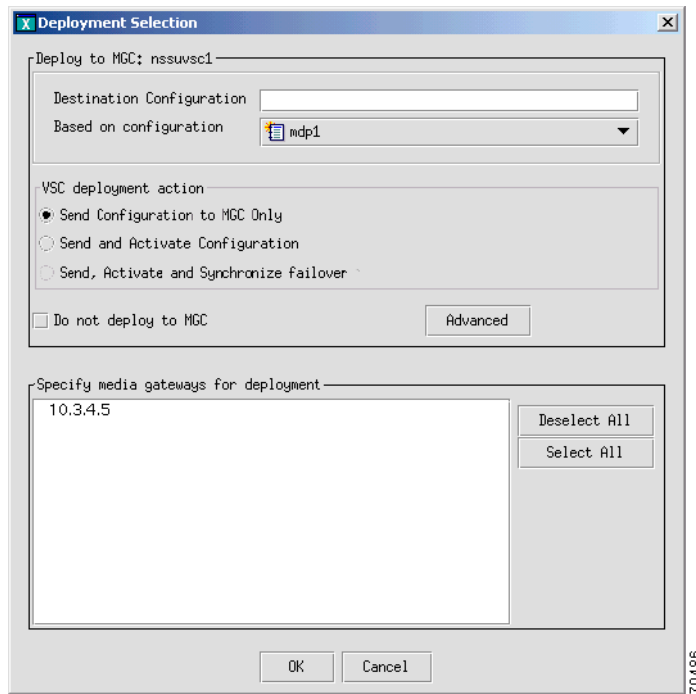 X Deployment Selection
Deploy to MGC: nssuvsc1
Destination Configuration
Based on configuration
mdp1
VSC deployment action
Send Configuration to MGC Only
Send and Activate Configuration
Send, Activate and Synchronize failover
Do not deploy to MGC
Advanced
Specify media gateways for deployment
10.3.4.5
Deselect All
Select All
OK
Cancel
70486